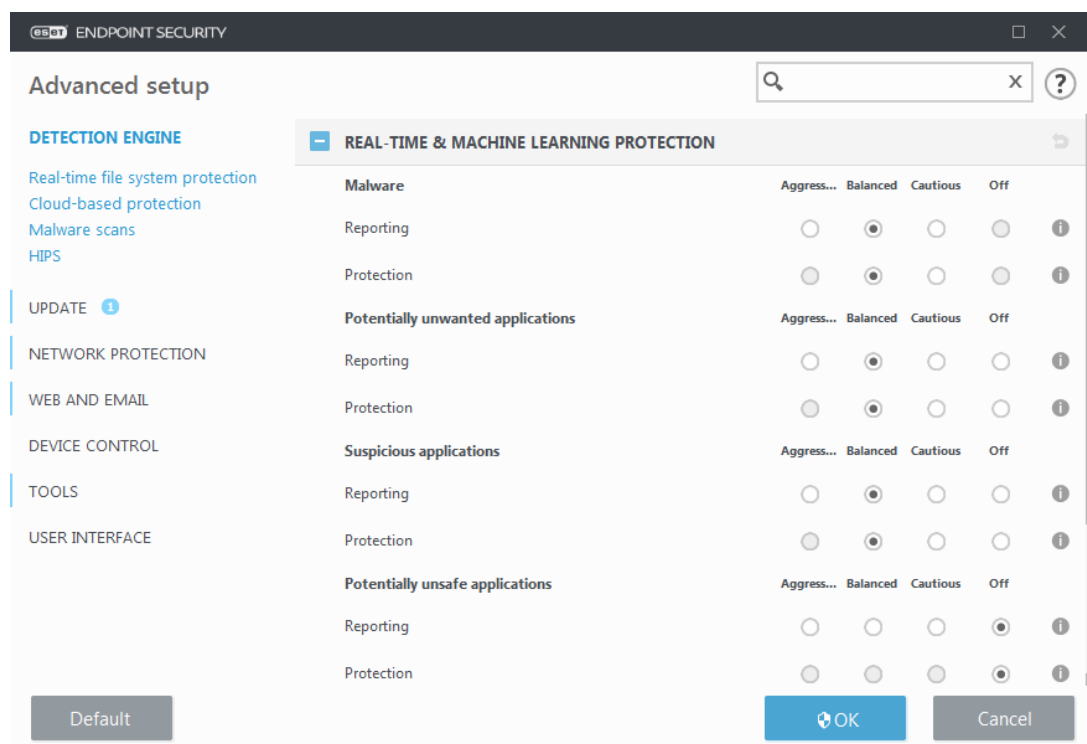 eset ENDPOINT SECURITY
Advanced setup
X
?
DETECTION ENGINE
Real-time file system protection
Cloud-based protection
Malware scans
HIPS
UPDATE 1
NETWORK PROTECTION
WEB AND EMAIL
DEVICE CONTROL
TOOLS
USER INTERFACE
REAL-TIME & MACHINE LEARNING PROTECTION
Malware Aggress... Balanced Cautious Off
Reporting
Protection
Potentially unwanted applications Aggress... Balanced Cautious Off
Reporting
Protection
Suspicious applications Aggress... Balanced Cautious Off
Reporting
Protection
Potentially unsafe applications Aggress... Balanced Cautious Off
Reporting
Protection
Default
OK
Cancel